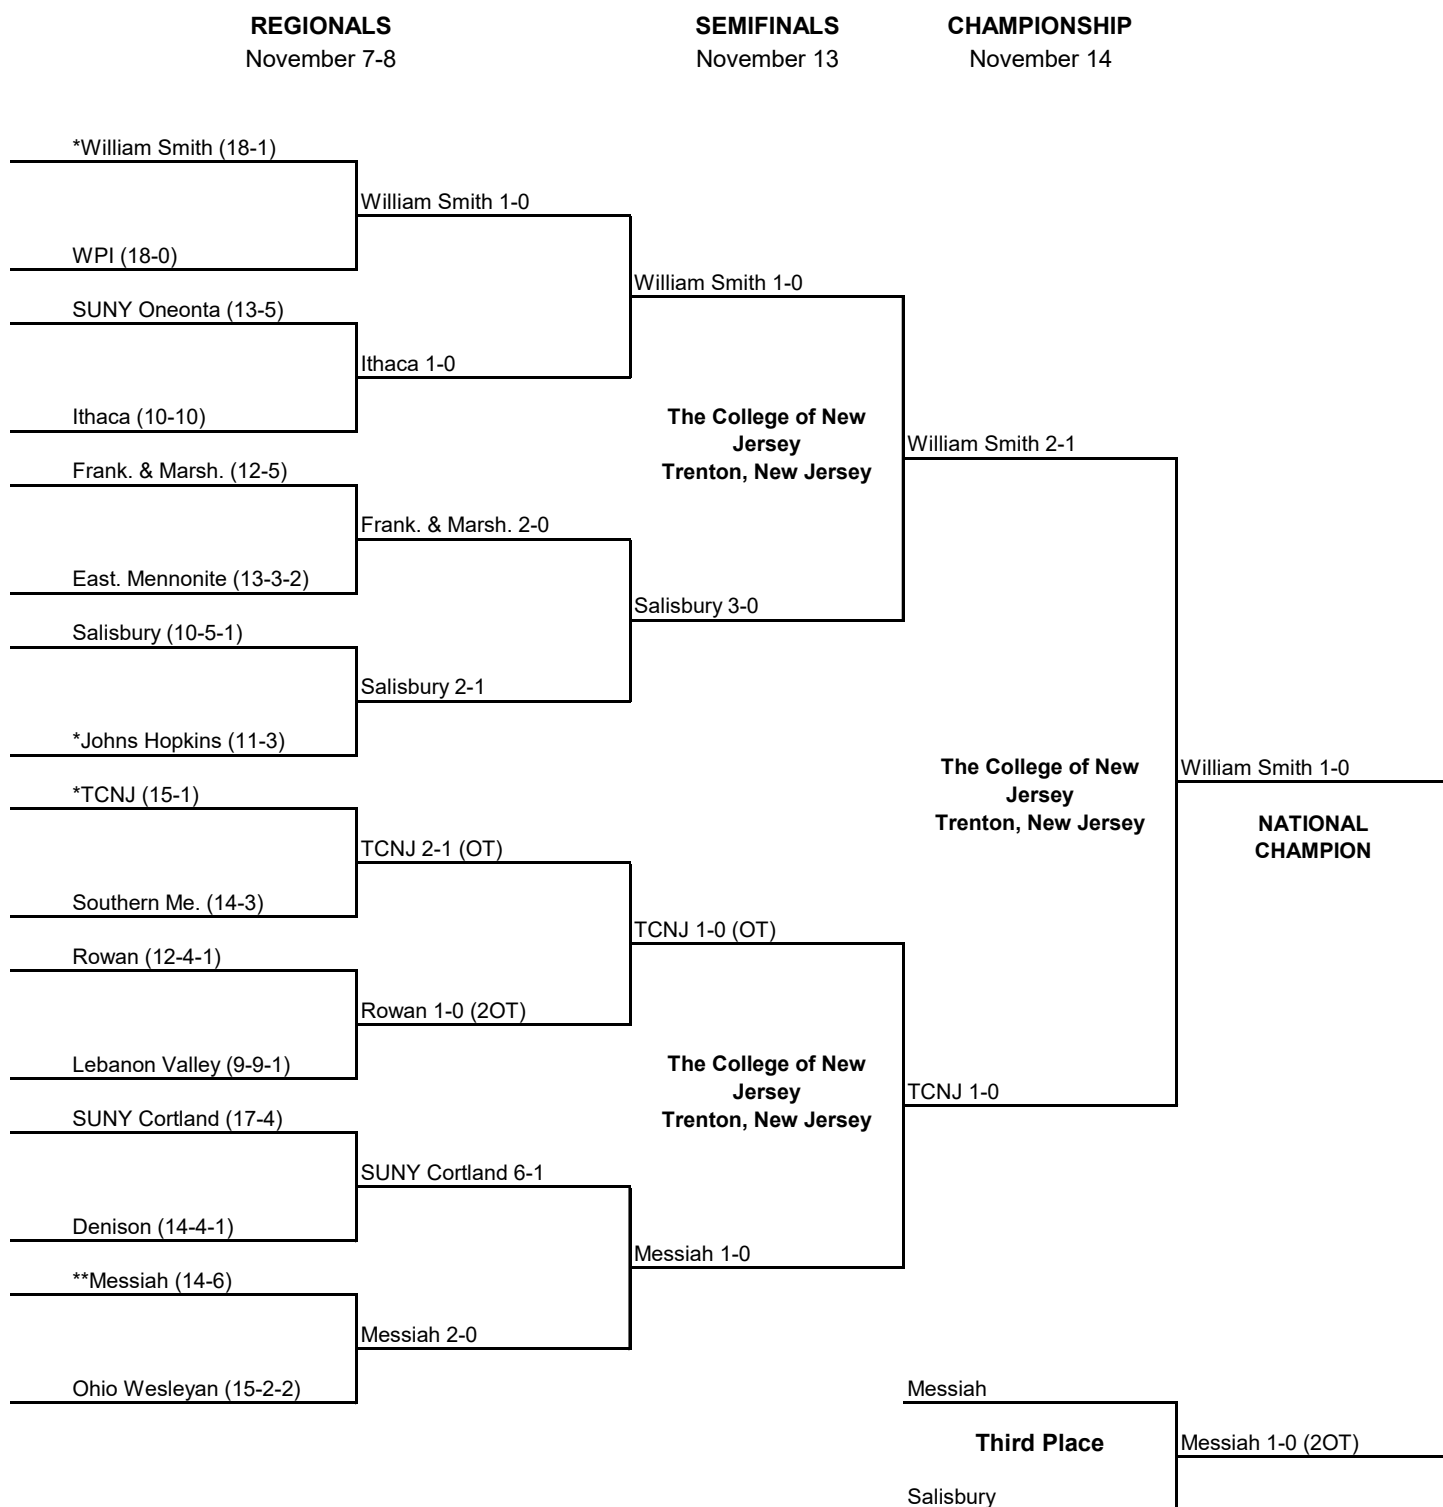 REGIONALS
SEMIFINALS
CHAMPIONSHIP
November 7-8
November 13
November 14
*William Smith (18-1)
William Smith 1-0
WPI (18-0)
William Smith 1-0
SUNY Oneonta (13-5)
Ithaca 1-0
Ithaca (10-10)
The College of New
Jersey
Trenton, New Jersey
William Smith 2-1
Frank. & Marsh. (12-5)
Frank. & Marsh. 2-0
East. Mennonite (13-3-2)
Salisbury 3-0
Salisbury (10-5-1)
Salisbury 2-1
*Johns Hopkins (11-3)
The College of New
Jersey
Trenton, New Jersey
William Smith 1-0
NATIONAL
CHAMPION
*TCNJ (15-1)
TCNJ 2-1 (OT)
Southern Me. (14-3)
TCNJ 1-0 (OT)
Rowan (12-4-1)
Rowan 1-0 (2OT)
Lebanon Valley (9-9-1)
The College of New
Jersey
Trenton, New Jersey
TCNJ 1-0
SUNY Cortland (17-4)
SUNY Cortland 6-1
Denison (14-4-1)
Messiah 1-0
**Messiah (14-6)
Messiah 2-0
Ohio Wesleyan (15-2-2)
Messiah
Third Place
Messiah 1-0 (2OT)
Salisbury